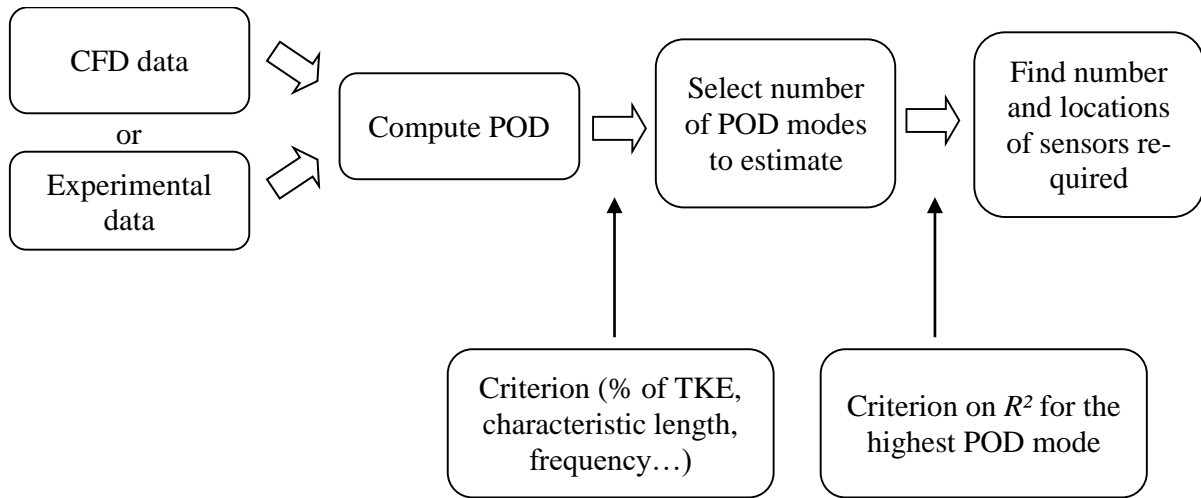 CFD data
or
Experimental
data
Compute POD
Select number
of POD modes
to estimate
Find number
and locations
of sensors re-
quired
Criterion (% of TKE,
characteristic length,
frequency…)
Criterion on R² for the
highest POD mode